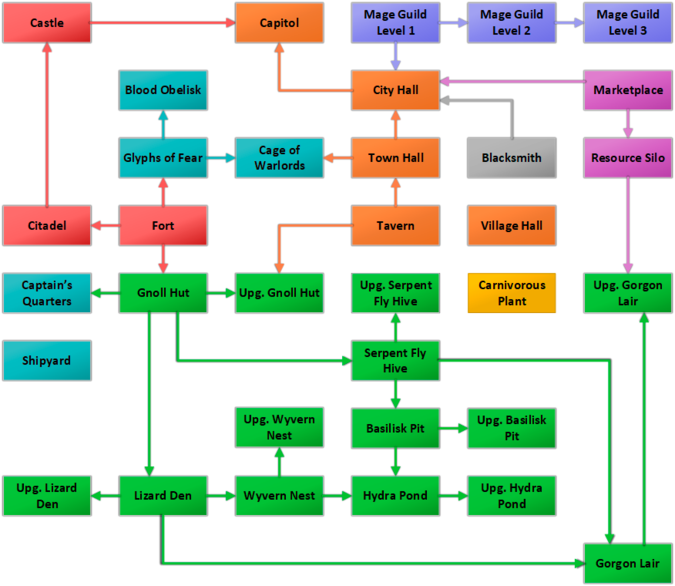 Castle
Capitol
Mage Guild
Level 1
Mage Guild
Level 2
Mage Guild
Level 3
Blood Obelisk
City Hall
Marketplace
Glyphs of Fear
Cage of
Warlords
Town Hall
Blacksmith
Resource Silo
Citadel
Fort
Tavern
Village Hall
Captain's
Quarters
Gnoll Hut
Upg. Gnoll Hut
Upg. Serpent
Fly Hive
Carnivorous
Plant
Upg. Gorgon
Lair
Shipyard
Serpent Fly
Hive
Upg. Wyvern
Nest
Basilisk Pit
Upg. Basilisk
Pit
Upg. Lizard
Den
Lizard Den
Wyvern Nest
Hydra Pond
Upg. Hydra
Pond
Gorgon Lair